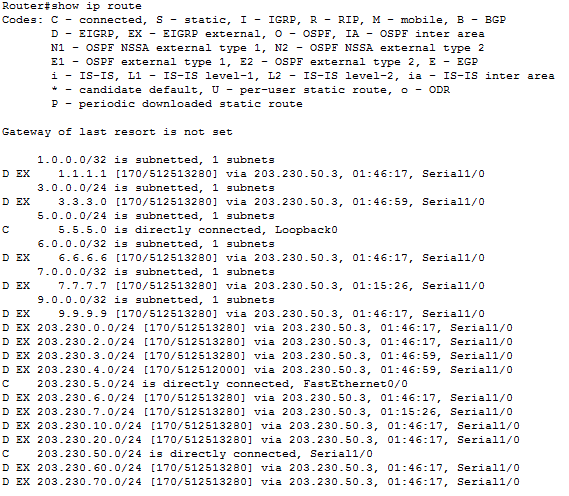 Router#show ip route
Codes: C - connected, S - static, I - IGRP, R - RIP, M - mobile, B - BGP
       D - EIGRP, EX - EIGRP external, O - OSPF, IA - OSPF inter area
       N1 - OSPF NSSA external type 1, N2 - OSPF NSSA external type 2
       E1 - OSPF external type 1, E2 - OSPF external type 2, E - EGP
       i - IS-IS, L1 - IS-IS level-1, L2 - IS-IS level-2, ia - IS-IS inter area
       * - candidate default, U - per-user static route, o - ODR
       P - periodic downloaded static route

Gateway of last resort is not set

     1.0.0.0/32 is subnetted, 1 subnets
D EX    1.1.1.1 [170/512513280] via 203.230.50.3, 01:46:17, Serial1/0
     3.0.0.0/24 is subnetted, 1 subnets
D EX    3.3.3.0 [170/512513280] via 203.230.50.3, 01:46:59, Serial1/0
     5.0.0.0/24 is subnetted, 1 subnets
C       5.5.5.0 is directly connected, Loopback0
     6.0.0.0/32 is subnetted, 1 subnets
D EX    6.6.6.6 [170/512513280] via 203.230.50.3, 01:46:17, Serial1/0
     7.0.0.0/32 is subnetted, 1 subnets
D EX    7.7.7.7 [170/512513280] via 203.230.50.3, 01:15:26, Serial1/0
     9.0.0.0/32 is subnetted, 1 subnets
D EX    9.9.9.9 [170/512513280] via 203.230.50.3, 01:46:17, Serial1/0
D EX 203.230.0.0/24 [170/512513280] via 203.230.50.3, 01:46:17, Serial1/0
D EX 203.230.2.0/24 [170/512513280] via 203.230.50.3, 01:46:17, Serial1/0
D EX 203.230.3.0/24 [170/512513280] via 203.230.50.3, 01:46:59, Serial1/0
D EX 203.230.4.0/24 [170/512512000] via 203.230.50.3, 01:46:59, Serial1/0
C    203.230.5.0/24 is directly connected, FastEthernet0/0
D EX 203.230.6.0/24 [170/512513280] via 203.230.50.3, 01:46:17, Serial1/0
D EX 203.230.7.0/24 [170/512513280] via 203.230.50.3, 01:15:26, Serial1/0
D EX 203.230.10.0/24 [170/512513280] via 203.230.50.3, 01:46:17, Serial1/0
D EX 203.230.20.0/24 [170/512513280] via 203.230.50.3, 01:46:17, Serial1/0
C    203.230.50.0/24 is directly connected, Serial1/0
D EX 203.230.60.0/24 [170/512513280] via 203.230.50.3, 01:46:17, Serial1/0
D EX 203.230.70.0/24 [170/512513280] via 203.230.50.3, 01:46:17, Serial1/0